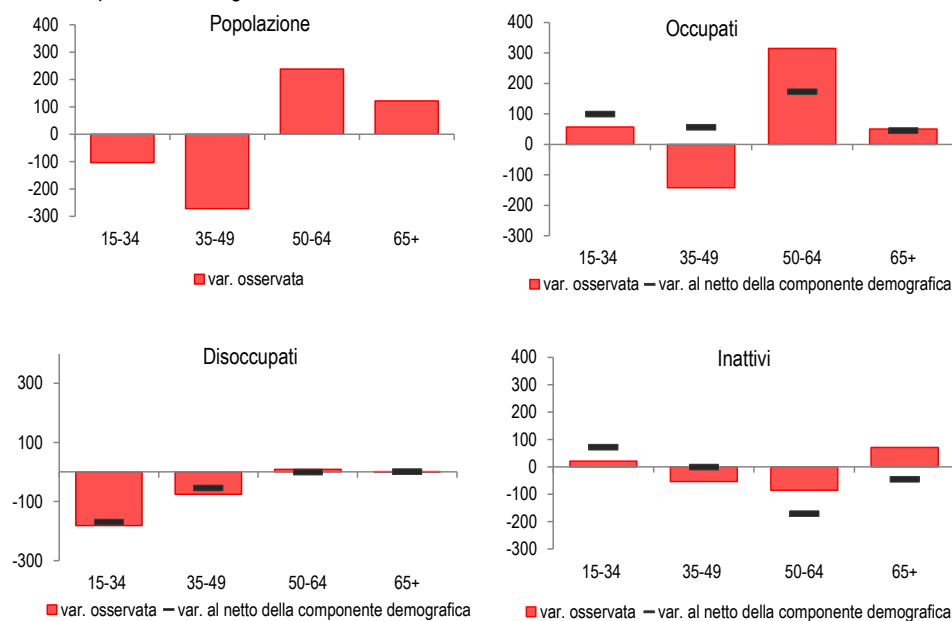 Popolazione
400
300
200
100
0
-100
-200
-300
15-34 35-49 50-64 65+
var. osservata
Occupati
400
300
200
100
0
-100
-200
-300
15-34 35-49 50-64 65+
var. osservata var. al netto della componente demografica
Disoccupati
300
100
-100
-300
15-34 35-49 50-64 65+
var. osservata var. al netto della componente demografica
Inattivi
400
300
200
100
0
-100
-200
-300
15-34 35-49 50-64 65+
var. osservata var. al netto della componente demografica